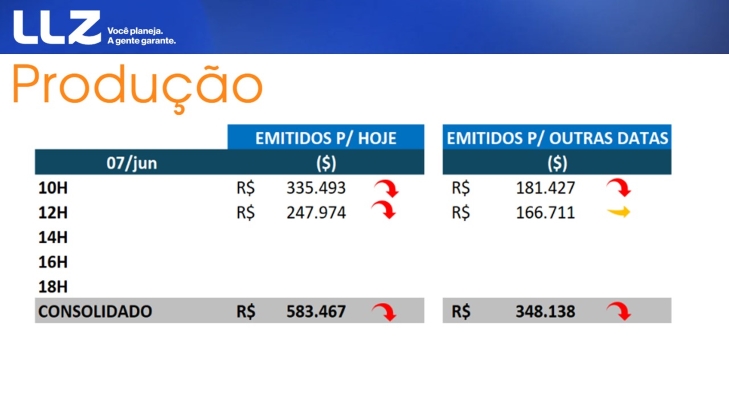 LLZ
Você planeja.
A gente garante.
Produção
EMITIDOS P/ HOJE EMITIDOS P/ OUTRAS DATAS
07/jun ($) ($)
10H R$ 335.493 R$ 181.427
12H R$ 247.974 R$ 166.711
14H
16H
18H
CONSOLIDADO R$ 583.467 R$ 348.138